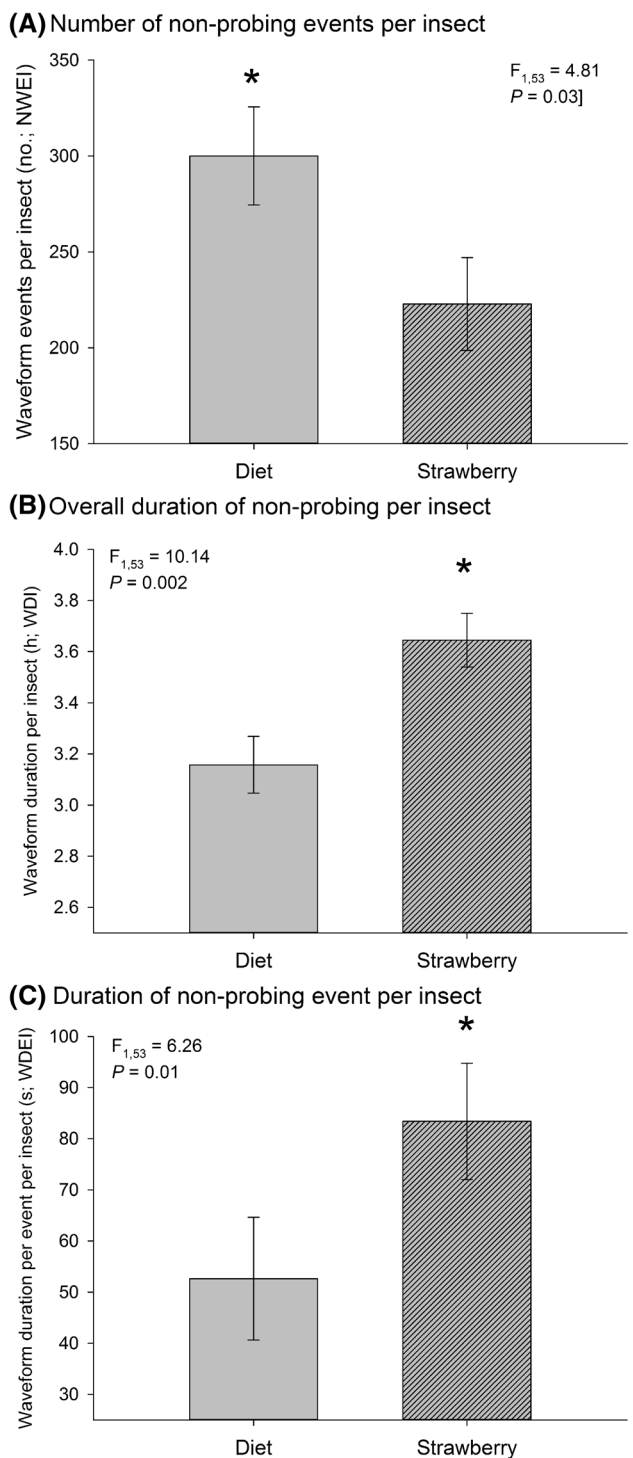 (A) Number of non-probing events per insect
Waveform events per insect (no.; NWEI)
350
300
250
200
150
*
F1,53 = 4.81
P = 0.03]
Diet
Strawberry
(B) Overall duration of non-probing per insect
Waveform duration per insect (h; WDI)
4.0
3.8
3.6
3.4
3.2
3.0
2.8
2.6
F1,53 = 10.14
P = 0.002
*
Diet
Strawberry
(C) Duration of non-probing event per insect
Waveform duration per event per insect (s; WDEI)
100
90
80
70
60
50
40
30
F1,53 = 6.26
P = 0.01
*
Diet
Strawberry